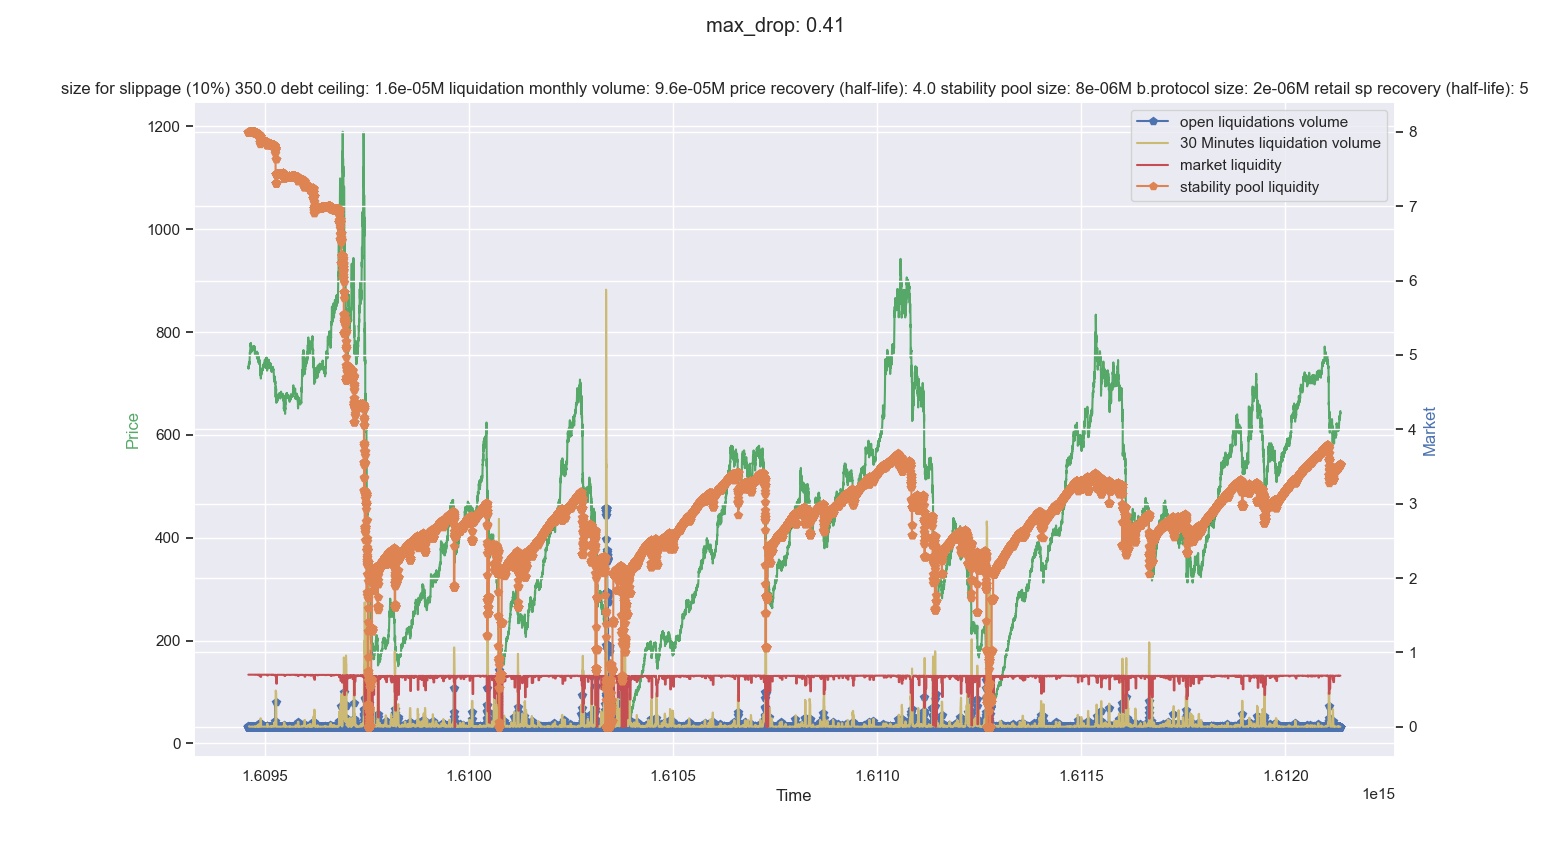 max_drop: 0.41
size for slippage (10%) 350.0 debt ceiling: 1.6e-05M liquidation monthly volume: 9.6e-05M price recovery (half-life): 4.0 stability pool size: 8e-06M b.protocol size: 2e-06M retail sp recovery (half-life): 5
open liquidations volume
30 Minutes liquidation volume
market liquidity
stability pool liquidity
1200
1000
800
600
400
200
0
Price
8
7
6
5
4
3
2
1
0
Market
1.6095 1.6100 1.6105 1.6110 1.6115 1.6120
Time
1e15